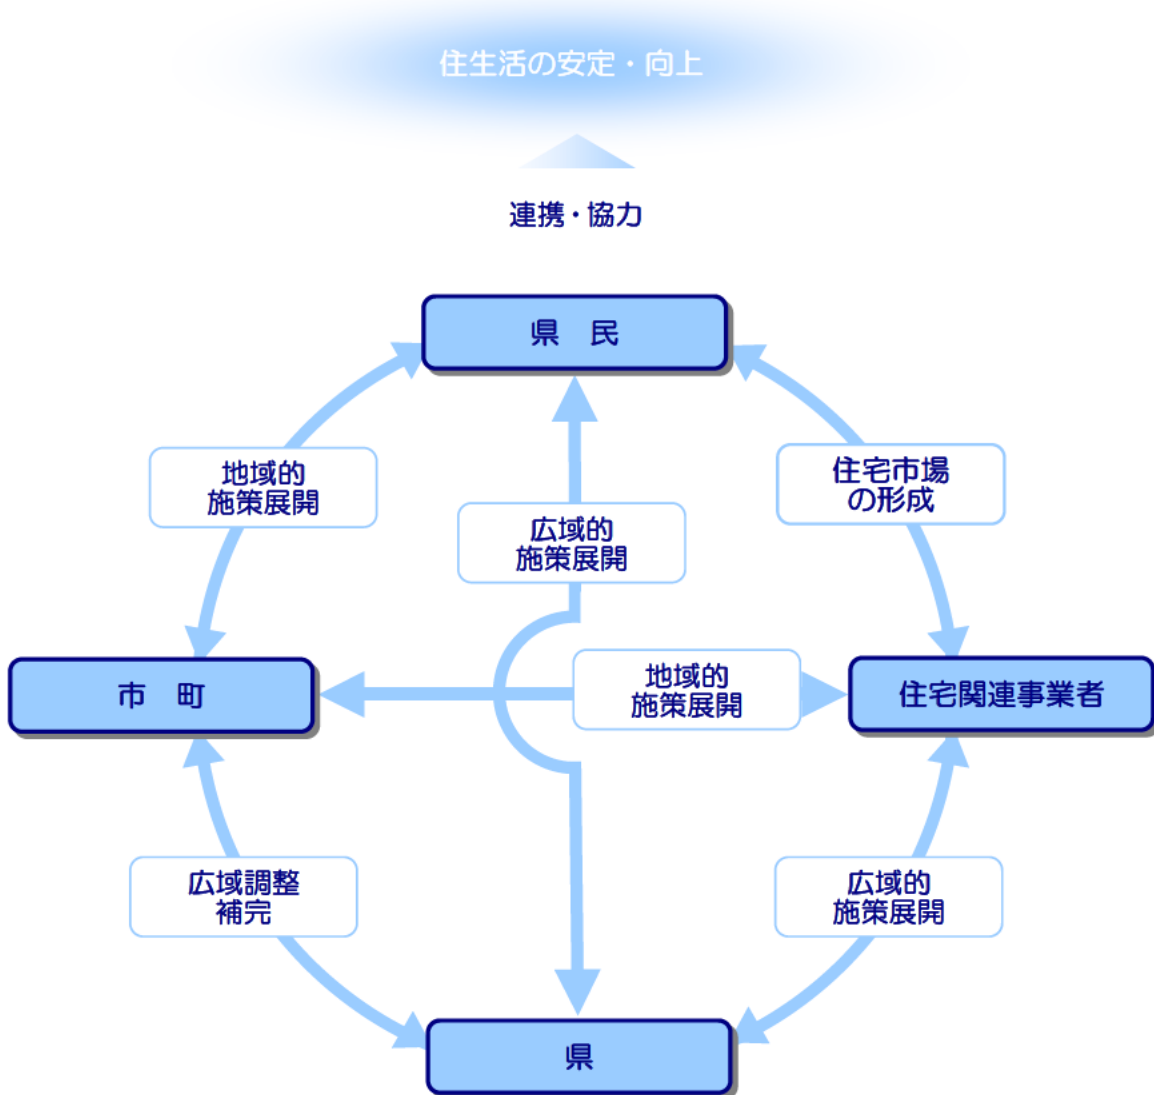 住生活の安定・向上
連携・協力
県　民
地域的
施策展開
住宅市場
の形成
広域的
施策展開
市　町
地域的
施策展開
住宅関連事業者
広域調整
補完
広域的
施策展開
県